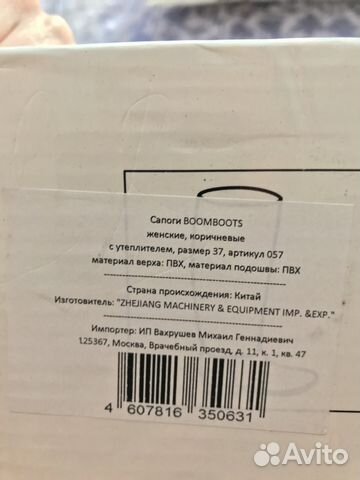 Сапоги BOOMBOOTS
женские, коричневые
с утеплителем, размер 37, артикул 057
материал верха: ПВХ, материал подошвы: ПВХ
Страна происхождения: Китай
Изготовитель: "ZHEJIANG MACHINERY & EQUIPMENT IMP. &EXP."
Импортер: ИП Вахрушев Михаил Геннадиевич
125367, Москва, Врачебный проезд, д. 11, к. 1, кв. 47
4 607816 350631
Avito